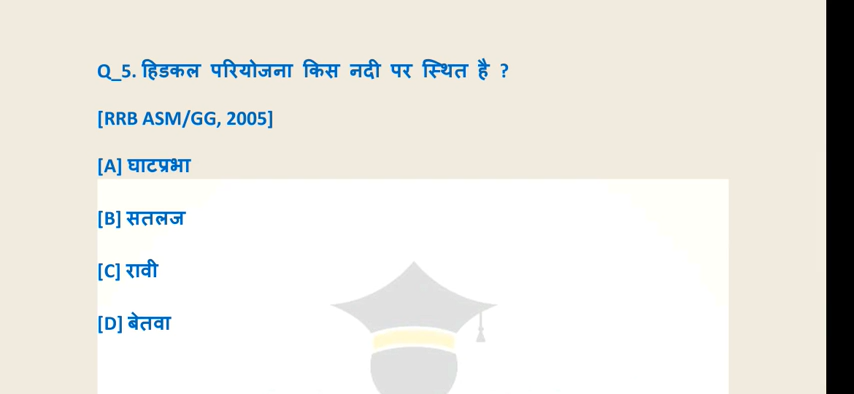 Q_5. हिडकल परियोजना किस नदी पर स्थित है ?
[RRB ASM/GG, 2005]
[A] घाटप्रभा
[B] सतलज
[C] रावी
[D] बेतवा